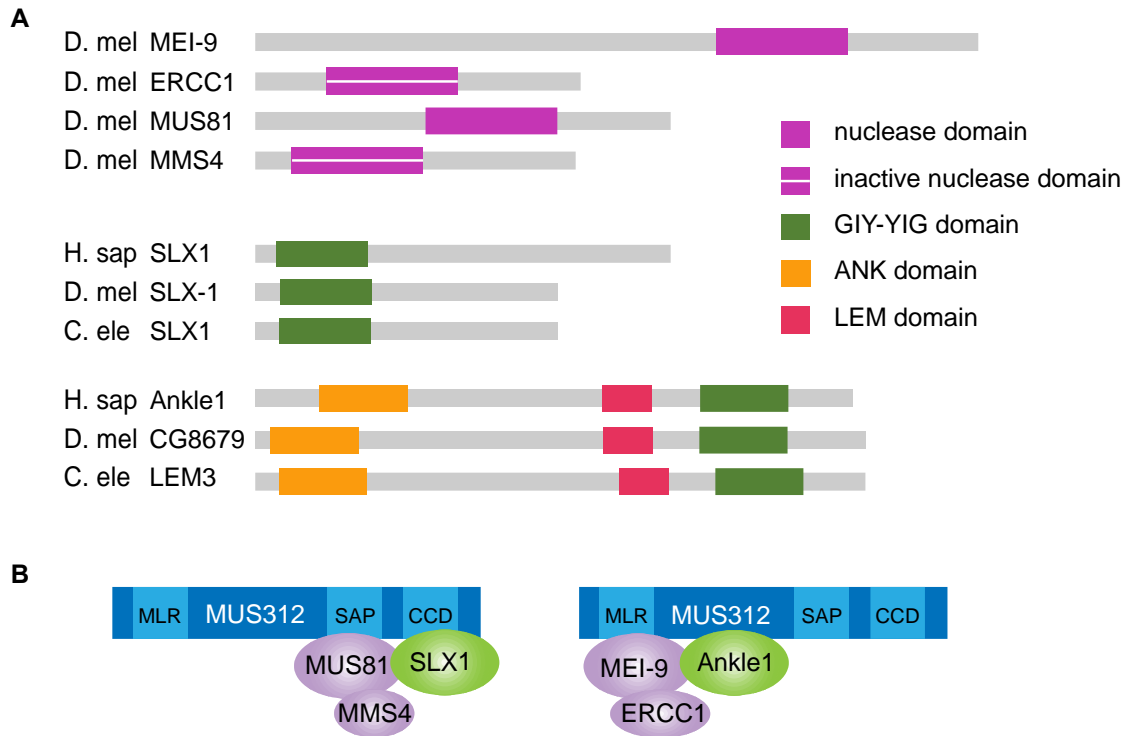 A
D. mel MEI-9
D. mel ERCC1
D. mel MUS81
D. mel MMS4
nuclease domain
inactive nuclease domain
GIY-YIG domain
ANK domain
LEM domain
H. sap SLX1
D. mel SLX-1
C. ele SLX1
H. sap Ankle1
D. mel CG8679
C. ele LEM3
B
MLR MUS312 SAP CCD
MUS81 SLX1
MMS4
MLR MUS312 SAP CCD
MEI-9 Ankle1
ERCC1